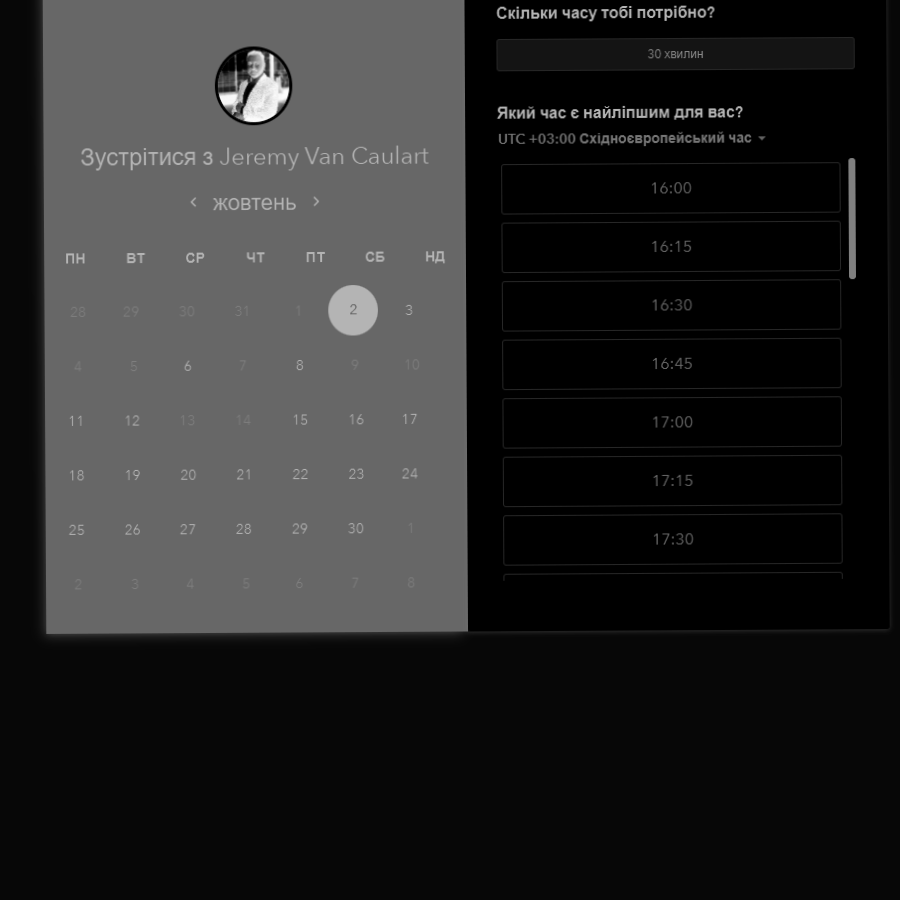 Зустрітися з Jeremy Van Caulart
жовтень
ПН ВТ СР ЧТ ПТ СБ НД
28 29 30 31 1 2 3
4 5 6 7 8 9 10
11 12 13 14 15 16 17
18 19 20 21 22 23 24
25 26 27 28 29 30 1
2 3 4 5 6 7 8
Скільки часу тобі потрібно?
30 хвилин
Який час є найліпшим для вас?
UTC +03:00 Східноєвропейський час
16:00
16:15
16:30
16:45
17:00
17:15
17:30